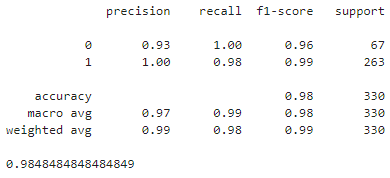 precision recall f1-score support
0 0.93 1.00 0.96 67
1 1.00 0.98 0.99 263
accuracy 0.98 330
macro avg 0.97 0.99 0.98 330
weighted avg 0.99 0.98 0.99 330
0.9848484848484849